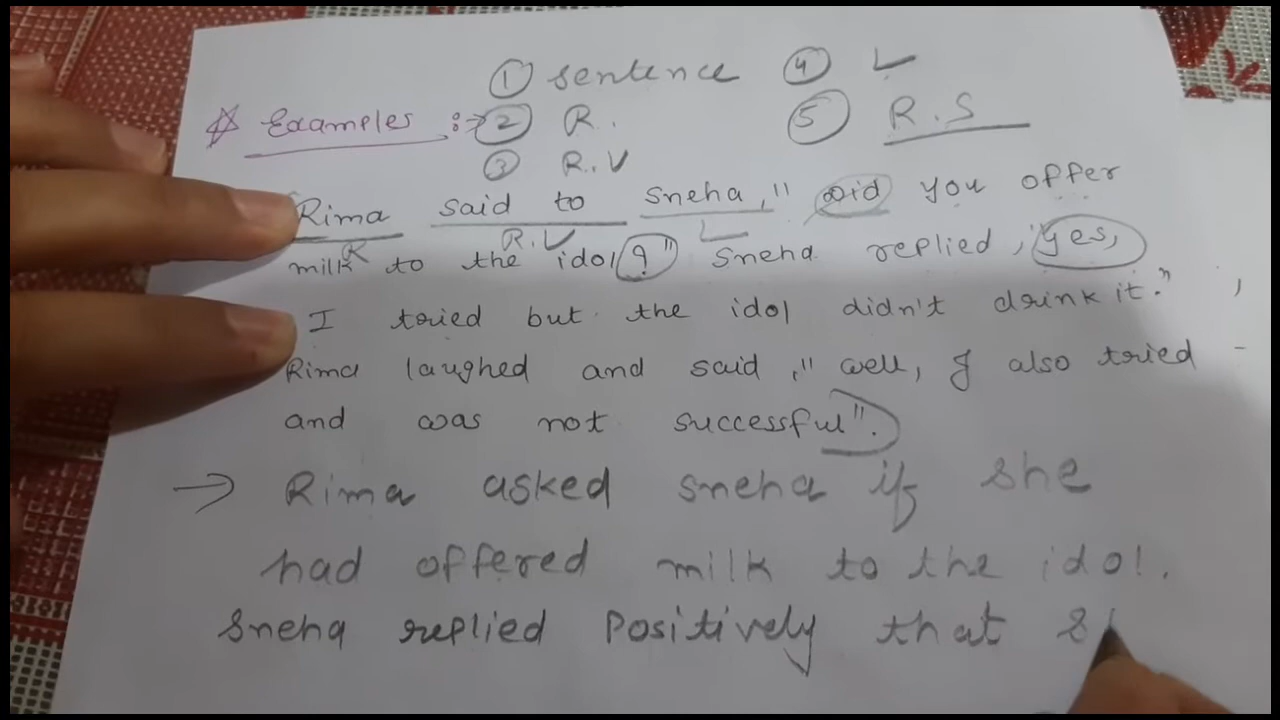 ① sentence ④ L
☆ Examples :→ ② R. ⑤ R.S
③ R.V
Rima said to Sneha," Did you offer
R R.V L
milk to the idol?" Sneha replied, "yes,
I tried but the idol didn't drink it."
Rima laughed and said," well, I also tried
and was not successful".
→ Rima asked sneha if she
had offered milk to the idol.
Sneha replied Positively that